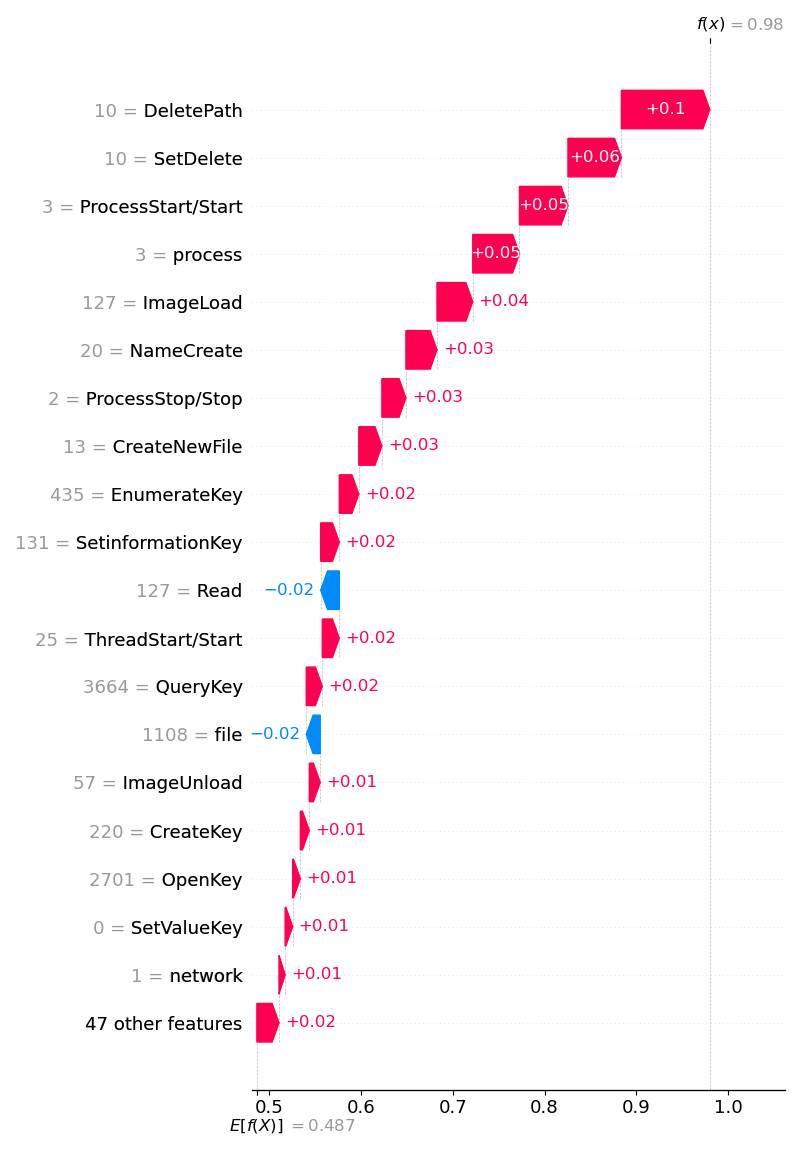 f(x) = 0.98
10 = DeletePath +0.1
10 = SetDelete +0.06
3 = ProcessStart/Start +0.05
3 = process +0.05
127 = ImageLoad +0.04
20 = NameCreate +0.03
2 = ProcessStop/Stop +0.03
13 = CreateNewFile +0.03
435 = EnumerateKey +0.02
131 = SetinformationKey +0.02
127 = Read −0.02
25 = ThreadStart/Start +0.02
3664 = QueryKey +0.02
1108 = file −0.02
57 = ImageUnload +0.01
220 = CreateKey +0.01
2701 = OpenKey +0.01
0 = SetValueKey +0.01
1 = network +0.01
47 other features +0.02
0.5 0.6 0.7 0.8 0.9 1.0
E[f(X)] = 0.487